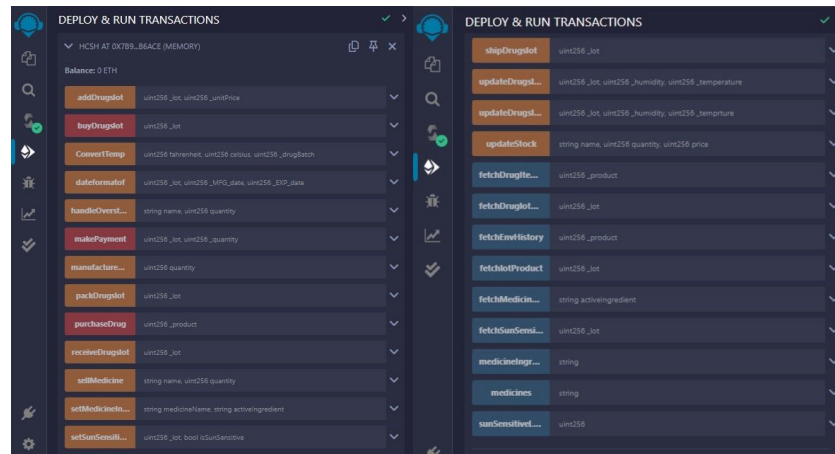 DEPLOY & RUN TRANSACTIONS
HCSH AT 0X7B9...B6ACE (MEMORY)
Balance: 0 ETH
addDrugslot uint256 _lot, uint256 _unitPrice
buyDrugslot uint256 _lot
ConvertTemp uint256 fahrenheit, uint256 celsius, uint256 _drugBatch
dateformatof uint256 _lot, uint256 _MFG_date, uint256 _EXP_date
handleOverst... string name, uint256 quantity
makePayment uint256 _lot, uint256 _quantity
manufacture... uint256 quantity
packDrugslot uint256 _lot
purchaseDrug uint256 _product
receiveDrugslot uint256 _lot
sellMedicine string name, uint256 quantity
setMedicineIn... string medicineName, string activeIngredient
setSunSensiti... uint256 _lot, bool isSunSensitive
DEPLOY & RUN TRANSACTIONS
shipDrugslot uint256 _lot
updateDrugsl... uint256 _lot, uint256 _humidity, uint256 _temperature
updateDrugsl... uint256 _lot, uint256 _humidity, uint256 _temprture
updateStock string name, uint256 quantity, uint256 price
fetchDrugIte... uint256 _product
fetchDruglot... uint256 _lot
fetchEnvHistory uint256 _product
fetchlotProduct uint256 _lot
fetchMedicin... string activeIngredient
fetchSunSensi... uint256 _lot
medicineIngr... string
medicines string
sunSensitiveL... uint256